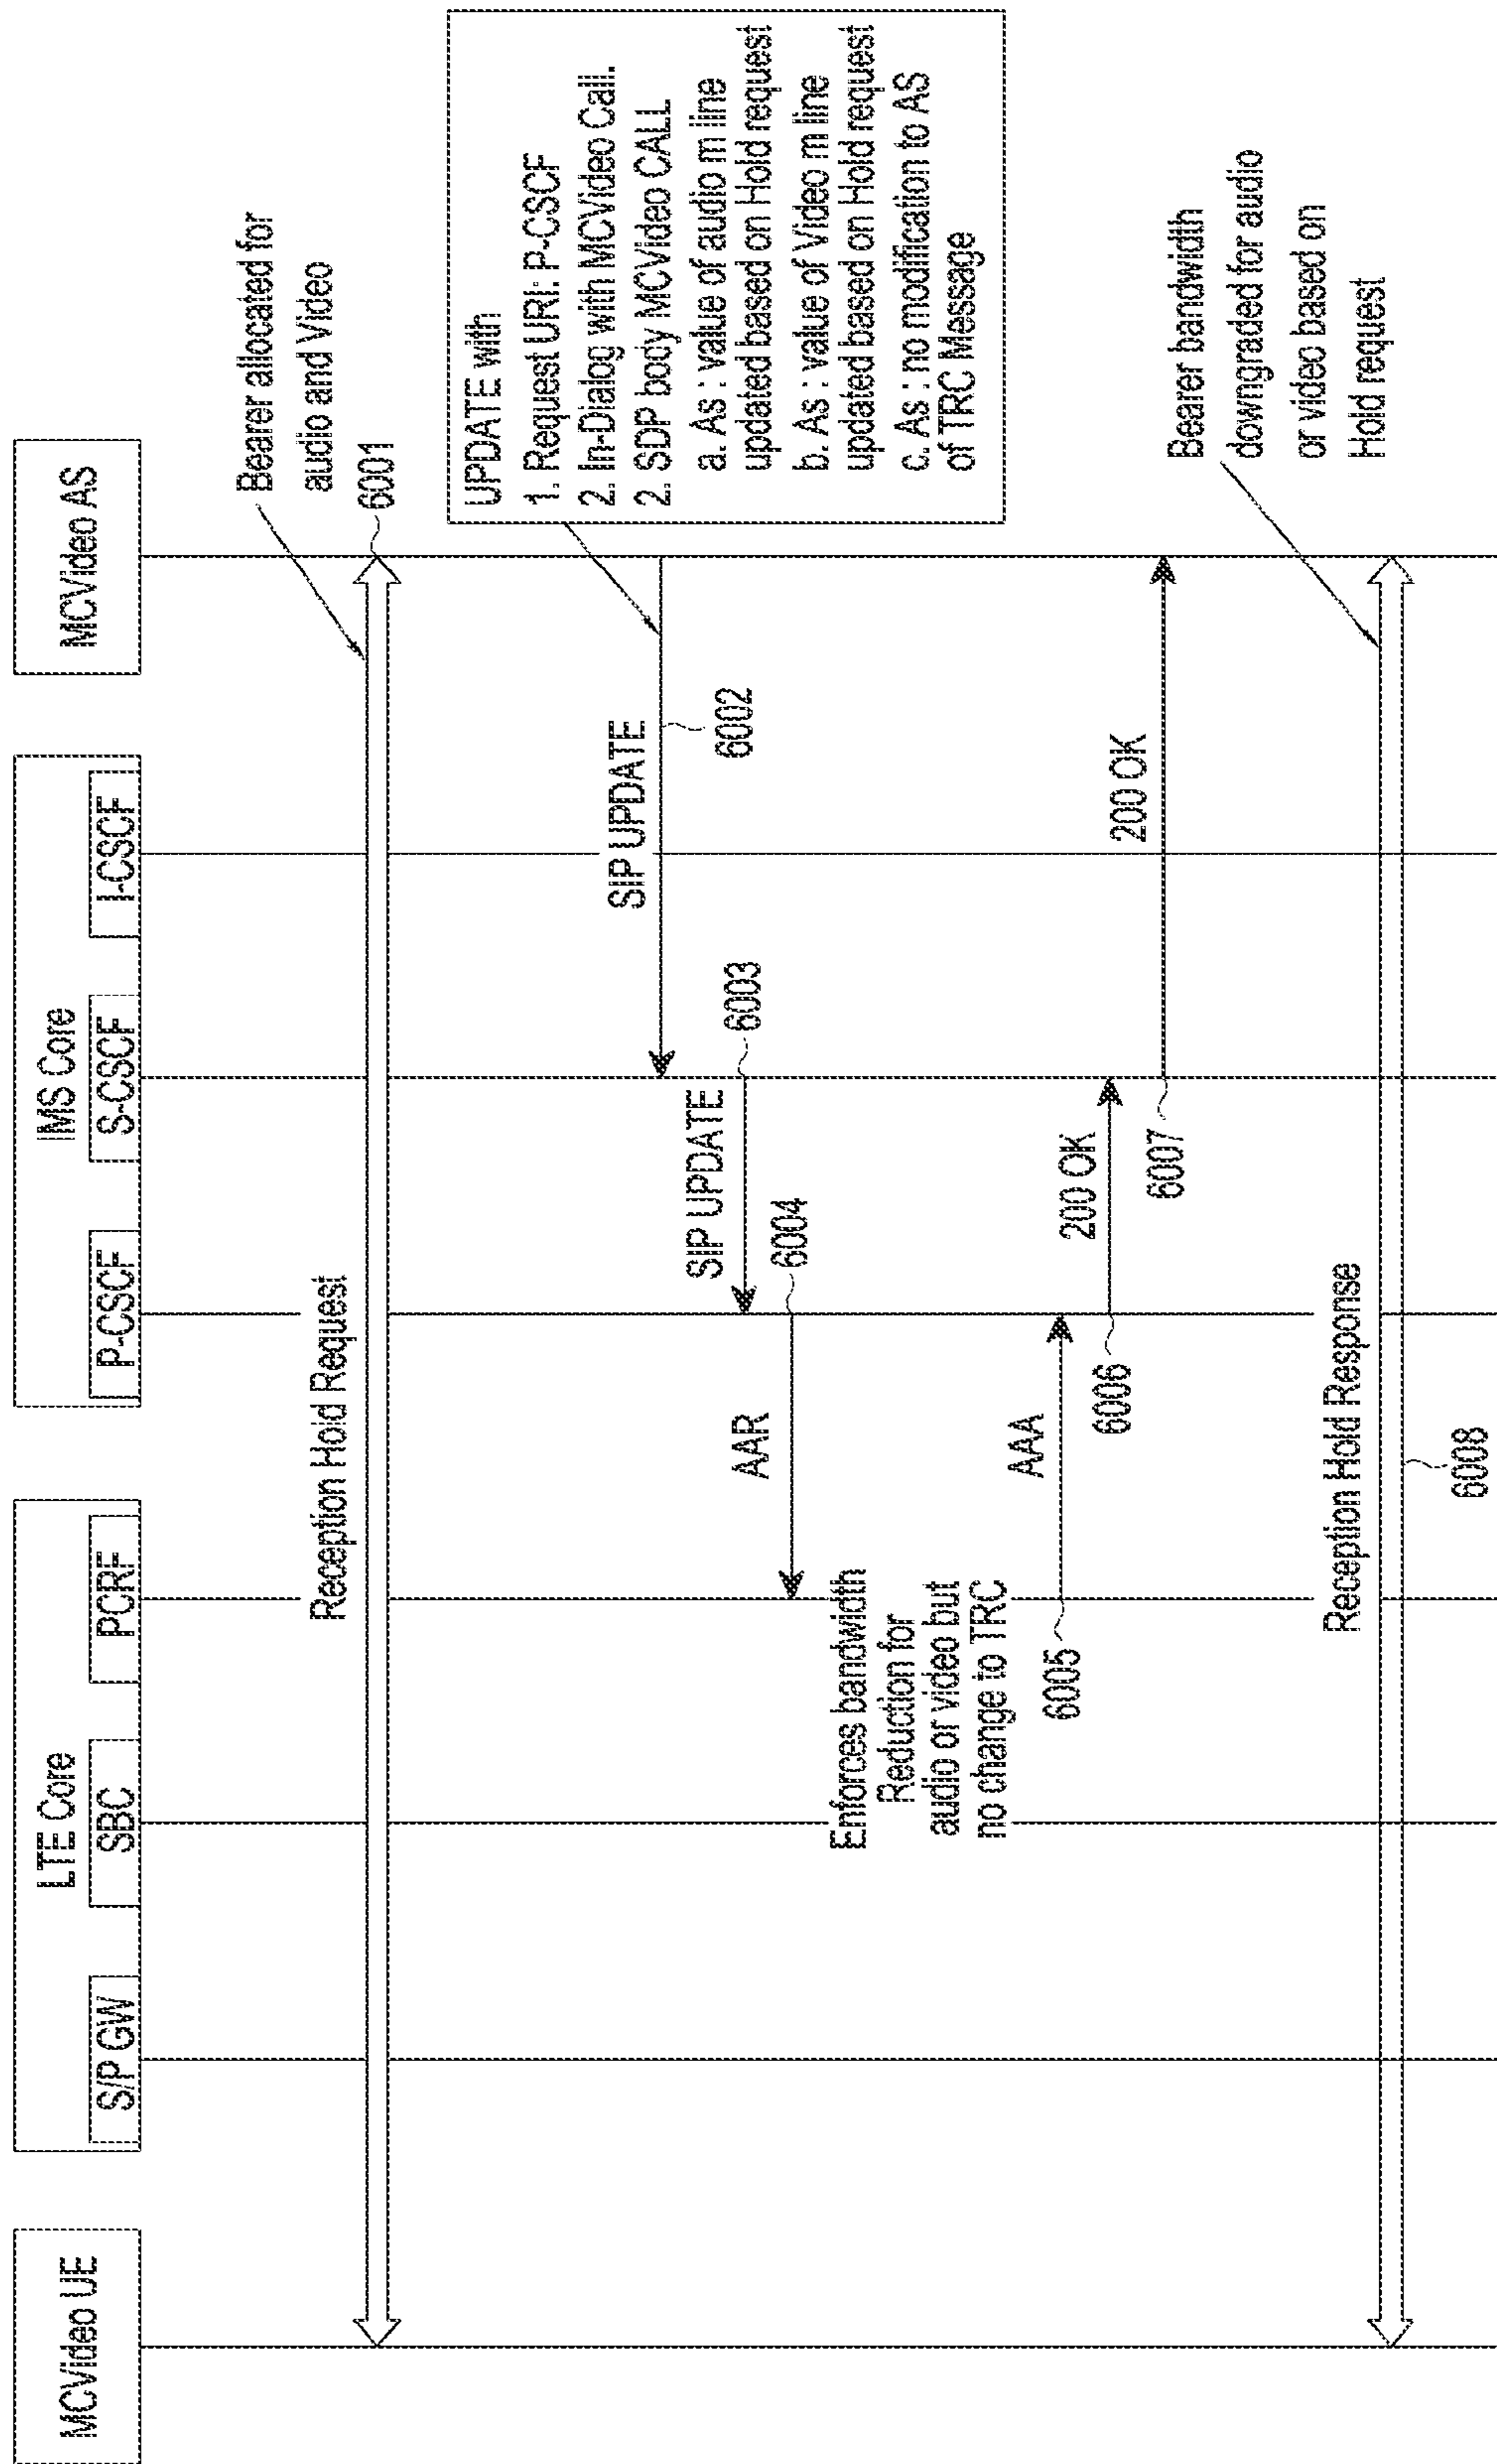 MCVideo UE
LTE Core
S/P GW
SBC
PCRF
IMS Core
P-CSCF
S-CSCF
I-CSCF
MCVideo AS
Bearer allocated for
audio and Video
Reception Hold Request
6001
UPDATE with
1. Request URI: P-CSCF
2. In-Dialog with MCVideo Call.
2. SDP body MCVideo CALL
a. As : value of audio m line
updated based on Hold request
b. As : value of Video m line
updated based on Hold request
c. As : no modification to AS
of TRC Message
SIP UPDATE
6002
SIP UPDATE
6003
AAR
6004
Enforces bandwidth
Reduction for
audio or video but
no change to TRC
AAA
6005
200 OK
6006
200 OK
6007
Bearer bandwidth
downgraded for audio
or video based on
Hold request
Reception Hold Response
6008